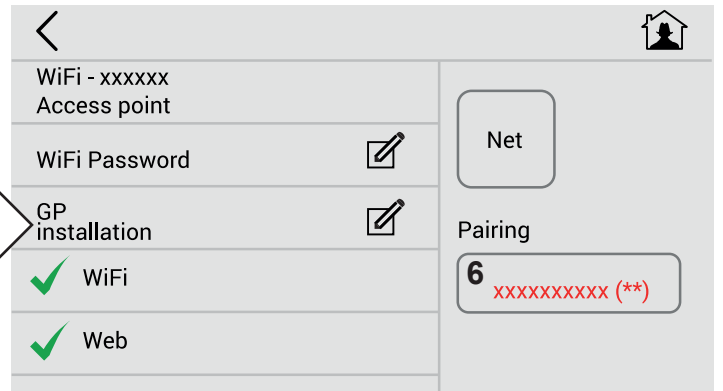 WiFi - xxxxxx
Access point
WiFi Password
GP
installation
WiFi
Web
Net
Pairing
6 xxxxxxxxxx (**)